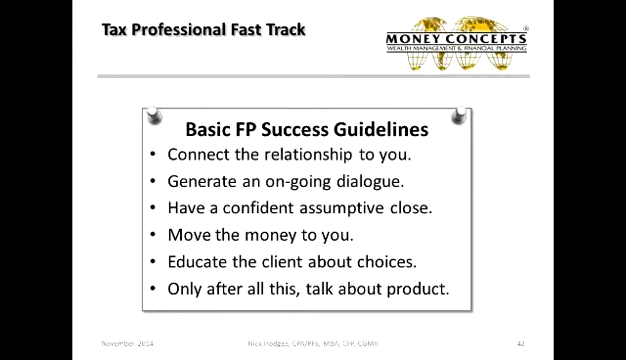 Tax Professional Fast Track
MONEY CONCEPTS®
WEALTH MANAGEMENT & FINANCIAL PLANNING
Basic FP Success Guidelines
• Connect the relationship to you.
• Generate an on-going dialogue.
• Have a confident assumptive close.
• Move the money to you.
• Educate the client about choices.
• Only after all this, talk about product.
November 2014
Nick Hodges, CPA/PFS, MBA, CFP, CGMA
42